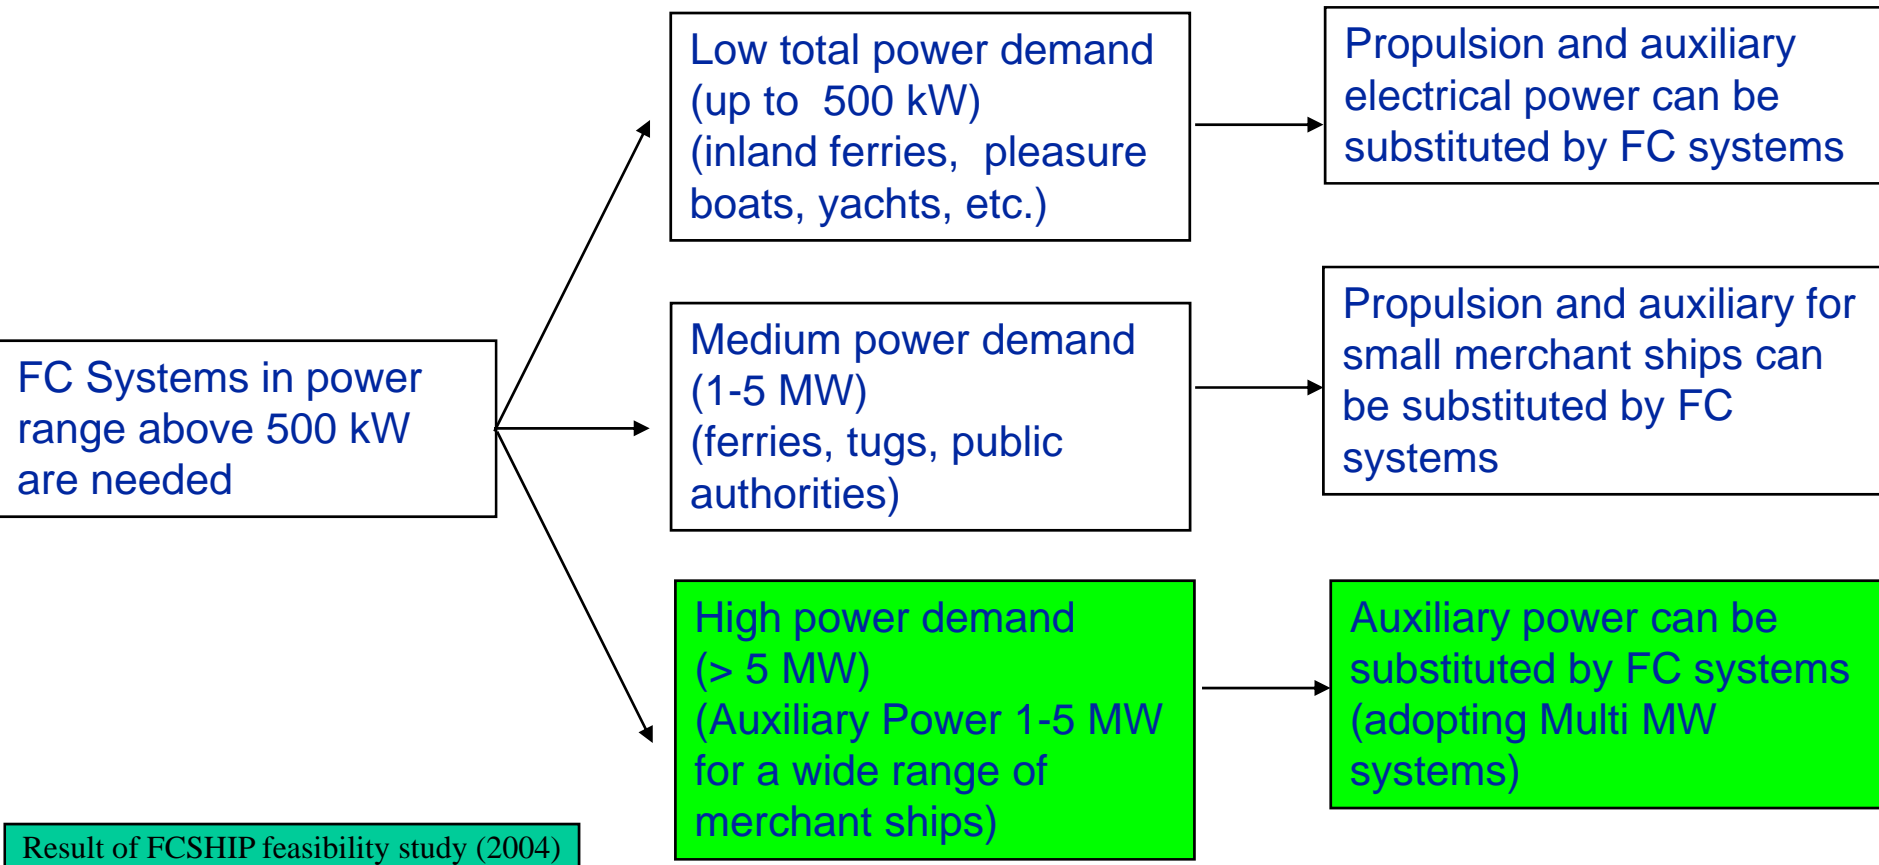 FC Systems in power
range above 500 kW
are needed
Low total power demand
(up to 500 kW)
(inland ferries, pleasure
boats, yachts, etc.)
Propulsion and auxiliary
electrical power can be
substituted by FC systems
Medium power demand
(1-5 MW)
(ferries, tugs, public
authorities)
Propulsion and auxiliary for
small merchant ships can
be substituted by FC
systems
High power demand
(> 5 MW)
(Auxiliary Power 1-5 MW
for a wide range of
merchant ships)
Auxiliary power can be
substituted by FC systems
(adopting Multi MW
systems)
Result of FCSHIP feasibility study (2004)